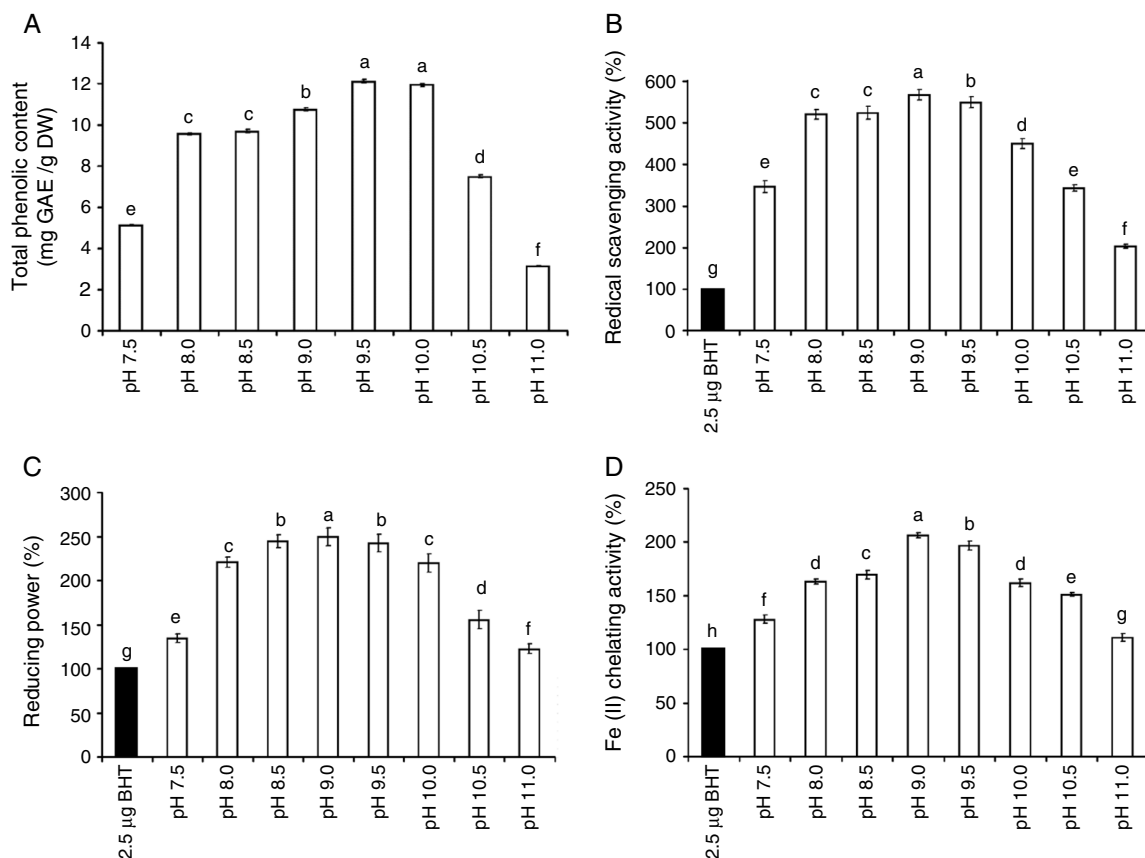 A
Total phenolic content
(mg GAE /g DW)
14
12
10
8
6
4
2
0
e
c
c
b
a
a
d
f
pH 7.5
pH 8.0
pH 8.5
pH 9.0
pH 9.5
pH 10.0
pH 10.5
pH 11.0
B
Redical scavenging activity (%)
600
500
400
300
200
100
0
g
e
c
c
a
b
d
e
f
2.5 µg BHT
pH 7.5
pH 8.0
pH 8.5
pH 9.0
pH 9.5
pH 10.0
pH 10.5
pH 11.0
C
Reducing power (%)
300
250
200
150
100
50
0
g
e
c
b
a
b
c
d
f
2.5 µg BHT
pH 7.5
pH 8.0
pH 8.5
pH 9.0
pH 9.5
pH 10.0
pH 10.5
pH 11.0
D
Fe (II) chelating activity (%)
250
200
150
100
50
0
h
f
d
c
a
b
d
e
g
2.5 µg BHT
pH 7.5
pH 8.0
pH 8.5
pH 9.0
pH 9.5
pH 10.0
pH 10.5
pH 11.0